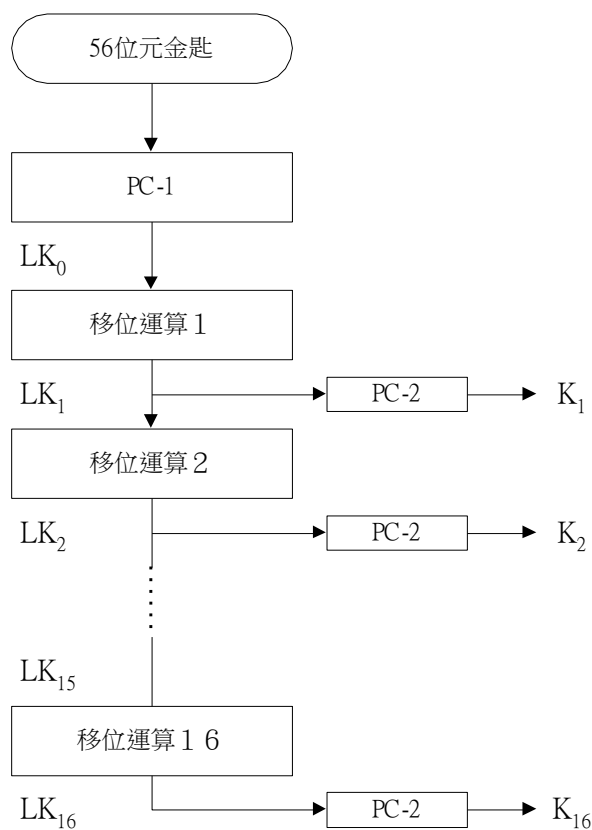 56位元金匙
PC-1
LK₀
移位運算１
LK₁ PC-2 K₁
移位運算２
LK₂ PC-2 K₂
LK₁₅
移位運算１６
LK₁₆ PC-2 K₁₆